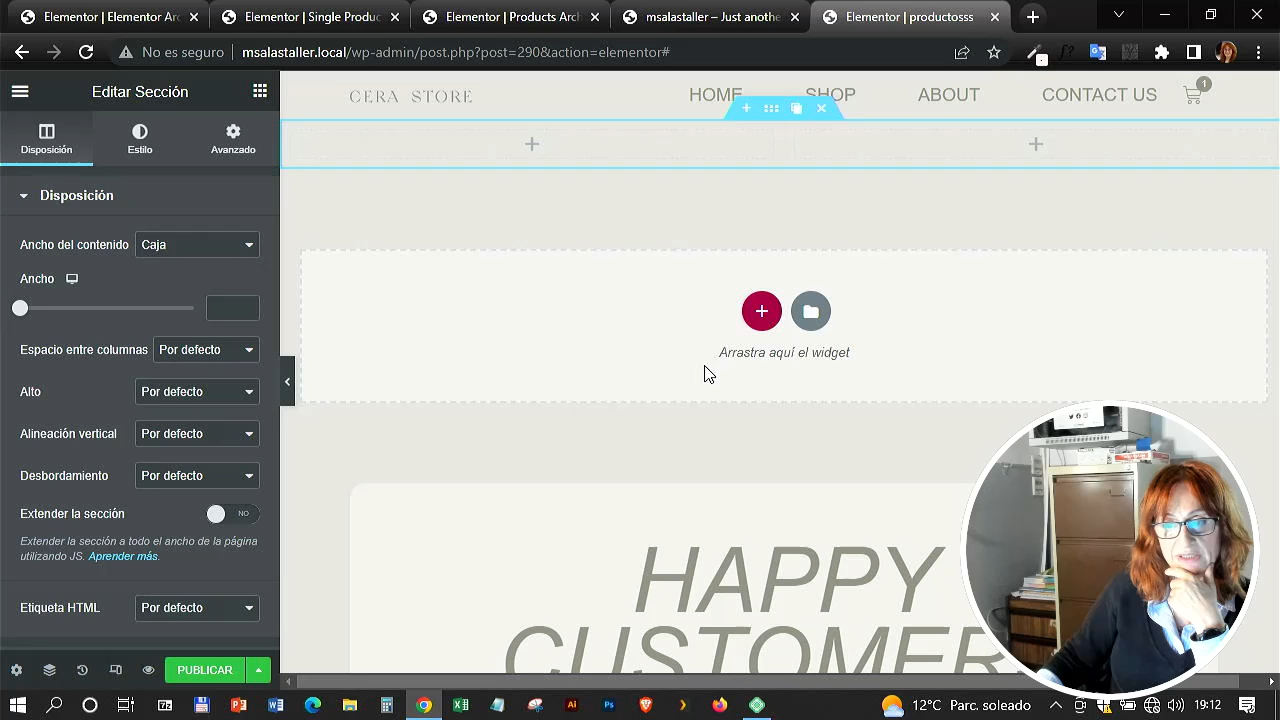 Elementor | Elementor Arc
Elementor | Single Produc
Elementor | Products Arch
msalastaller – Just anothe
Elementor | productosss
No es seguro
msalastaller.local/wp-admin/post.php?post=290&action=elementor#
Editar Sección
Disposición
Estilo
Avanzado
Disposición
Ancho del contenido
Caja
Ancho
Espacio entre columnas
Por defecto
Alto
Por defecto
Alineación vertical
Por defecto
Desbordamiento
Por defecto
Extender la sección
NO
Extender la sección a todo el ancho de la página
utilizando JS. Aprender más.
Etiqueta HTML
Por defecto
PUBLICAR
CERA STORE
HOME
SHOP
ABOUT
CONTACT US
1
Arrastra aquí el widget
HAPPY
CUSTOMER
12°C Parc. soleado
19:12